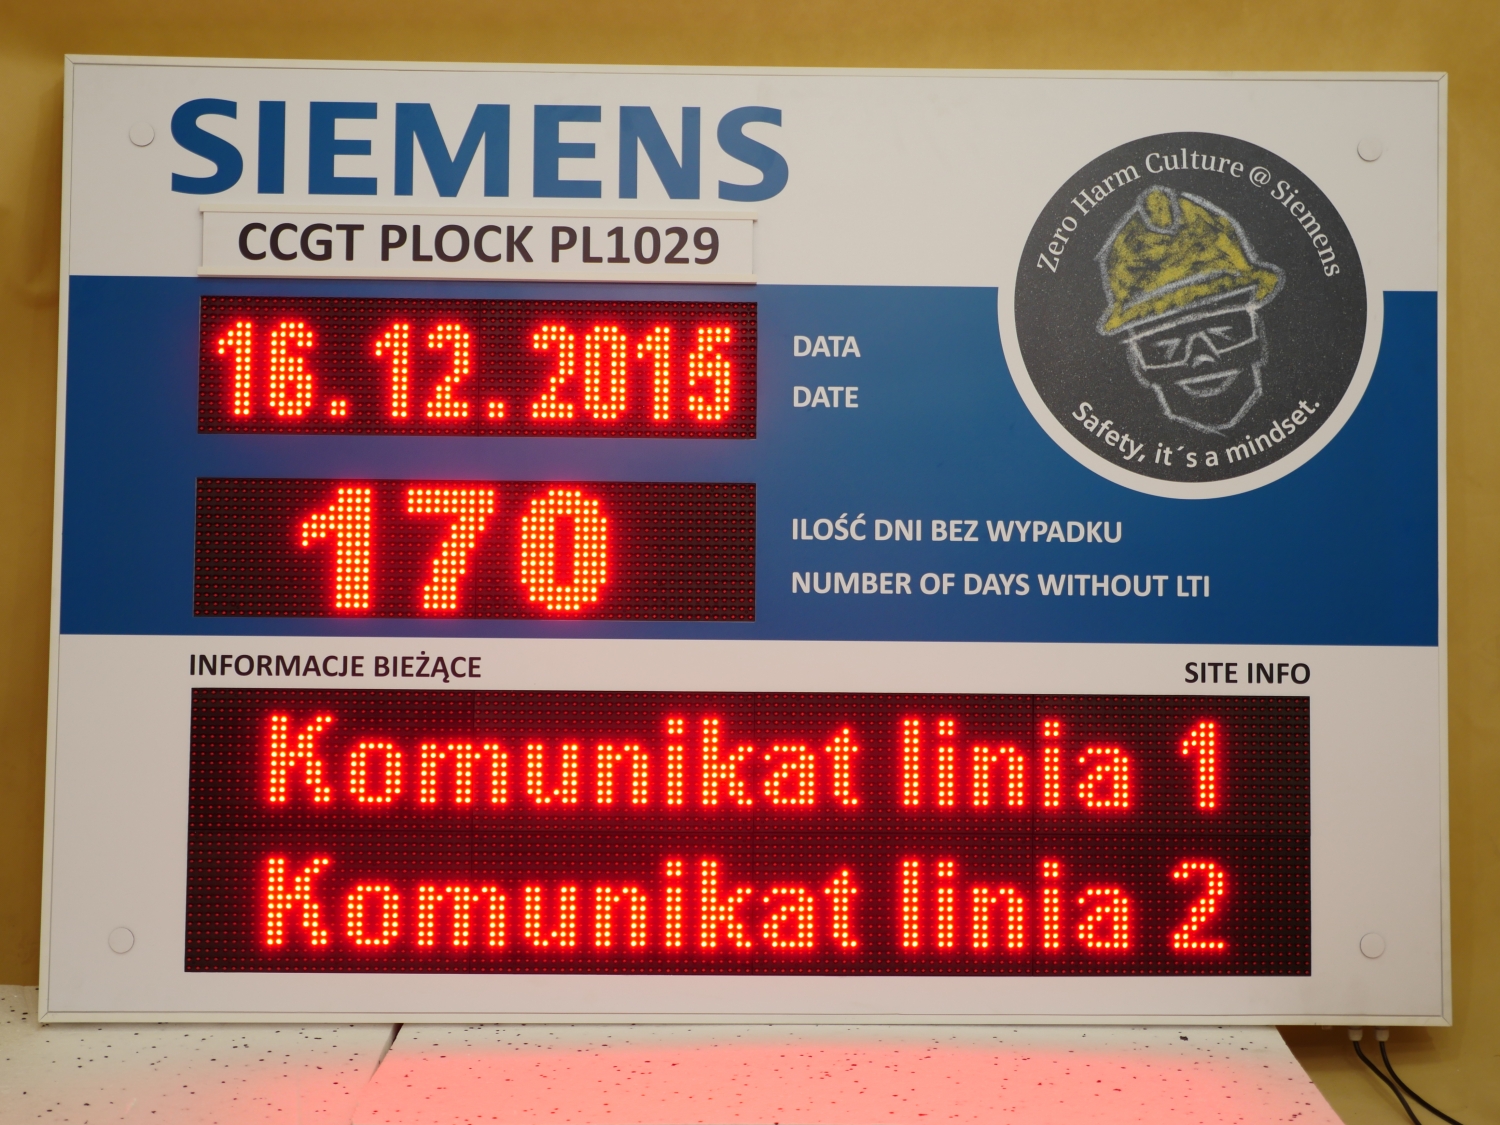 SIEMENS
CCGT PLOCK PL1029
Zero Harm Culture @ Siemens
Safety, it´s a mindset.
16.12.2015
DATA
DATE
170
ILOŚĆ DNI BEZ WYPADKU
NUMBER OF DAYS WITHOUT LTI
INFORMACJE BIEŻĄCE
SITE INFO
Komunikat linia 1
Komunikat linia 2